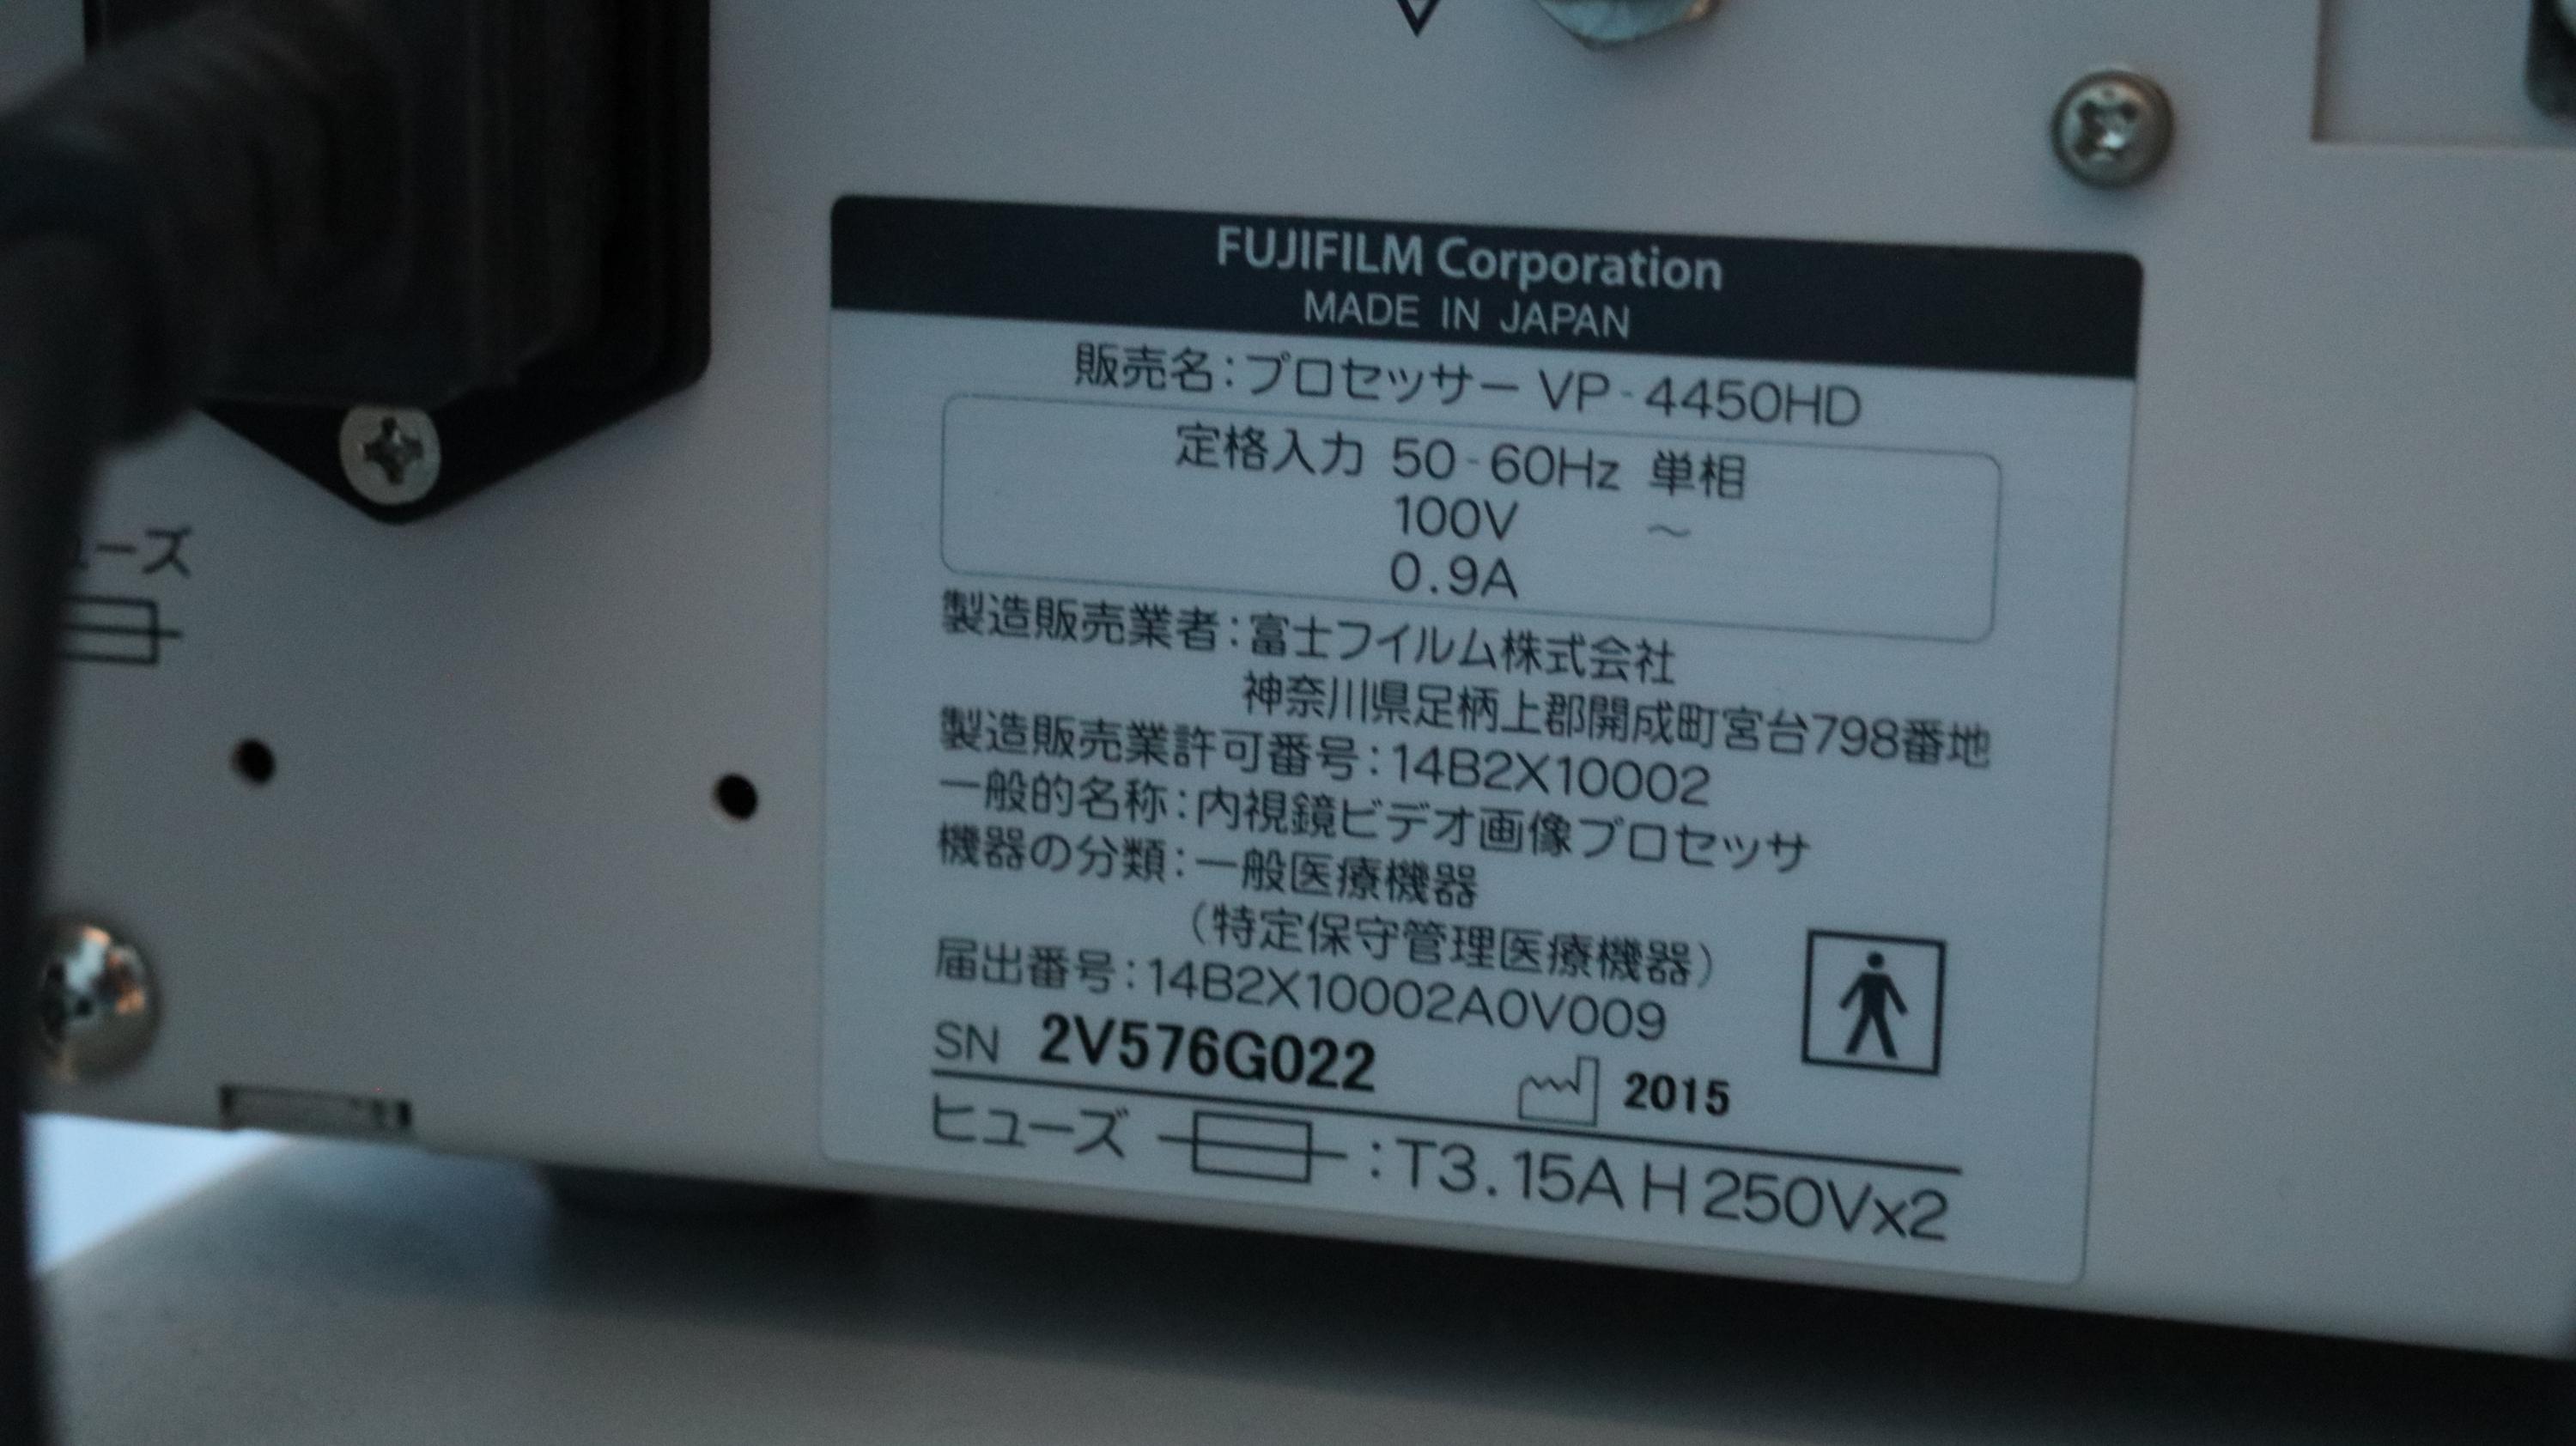 FUJIFILM Corporation
MADE IN JAPAN
販売名:プロセッサー VP-4450HD
定格入力 50-60Hz 単相
100V ～
0.9A
製造販売業者:富士フイルム株式会社
神奈川県足柄上郡開成町宮台798番地
製造販売業許可番号:14B2X10002
一般的名称:内視鏡ビデオ画像プロセッサ
機器の分類:一般医療機器
(特定保守管理医療機器)
届出番号:14B2X10002A0V009
SN 2V576G022 2015
ヒューズ :T3.15A H 250Vx2
ーズ